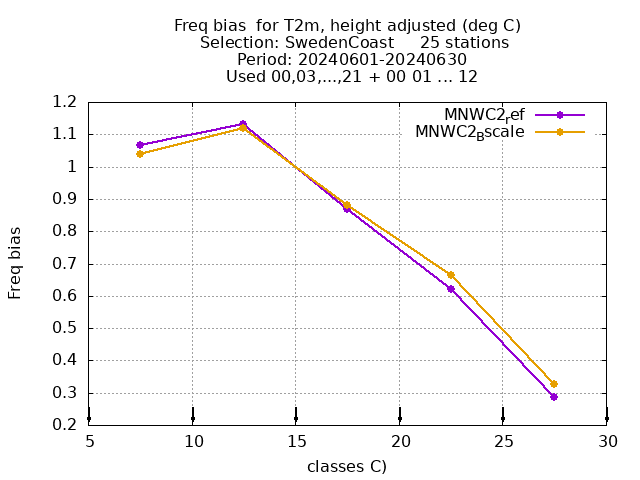 Freq bias  for T2m, height adjusted (deg C)
Selection: SwedenCoast     25 stations
Period: 20240601-20240630
Used 00,03,...,21 + 00 01 ... 12
MNWC2_ref
MNWC2_Bscale
1.2
1.1
1
0.9
0.8
0.7
0.6
0.5
0.4
0.3
0.2
Freq bias
5 10 15 20 25 30
classes C)